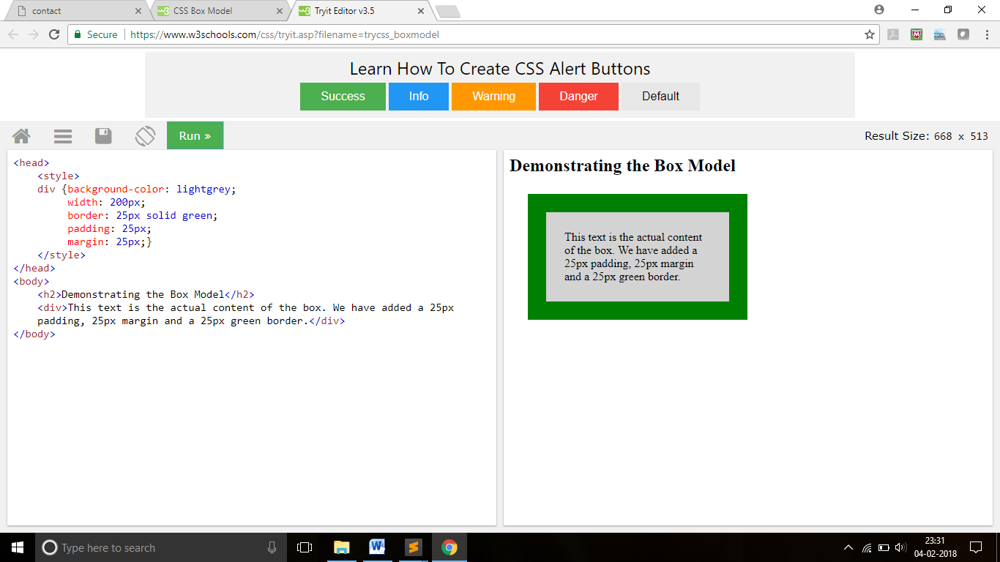 contact
CSS Box Model
Tryit Editor v3.5
Secure
https://www.w3schools.com/css/tryit.asp?filename=trycss_boxmodel
Learn How To Create CSS Alert Buttons
Success Info Warning Danger Default
Run »
Result Size: 668 x 513
<head>
<style>
div {background-color: lightgrey;
width: 200px;
border: 25px solid green;
padding: 25px;
margin: 25px;}
</style>
</head>
<body>
<h2>Demonstrating the Box Model</h2>
<div>This text is the actual content of the box. We have added a 25px
padding, 25px margin and a 25px green border.</div>
</body>
Demonstrating the Box Model
This text is the actual content
of the box. We have added a
25px padding, 25px margin
and a 25px green border.
Type here to search
23:31
04-02-2018